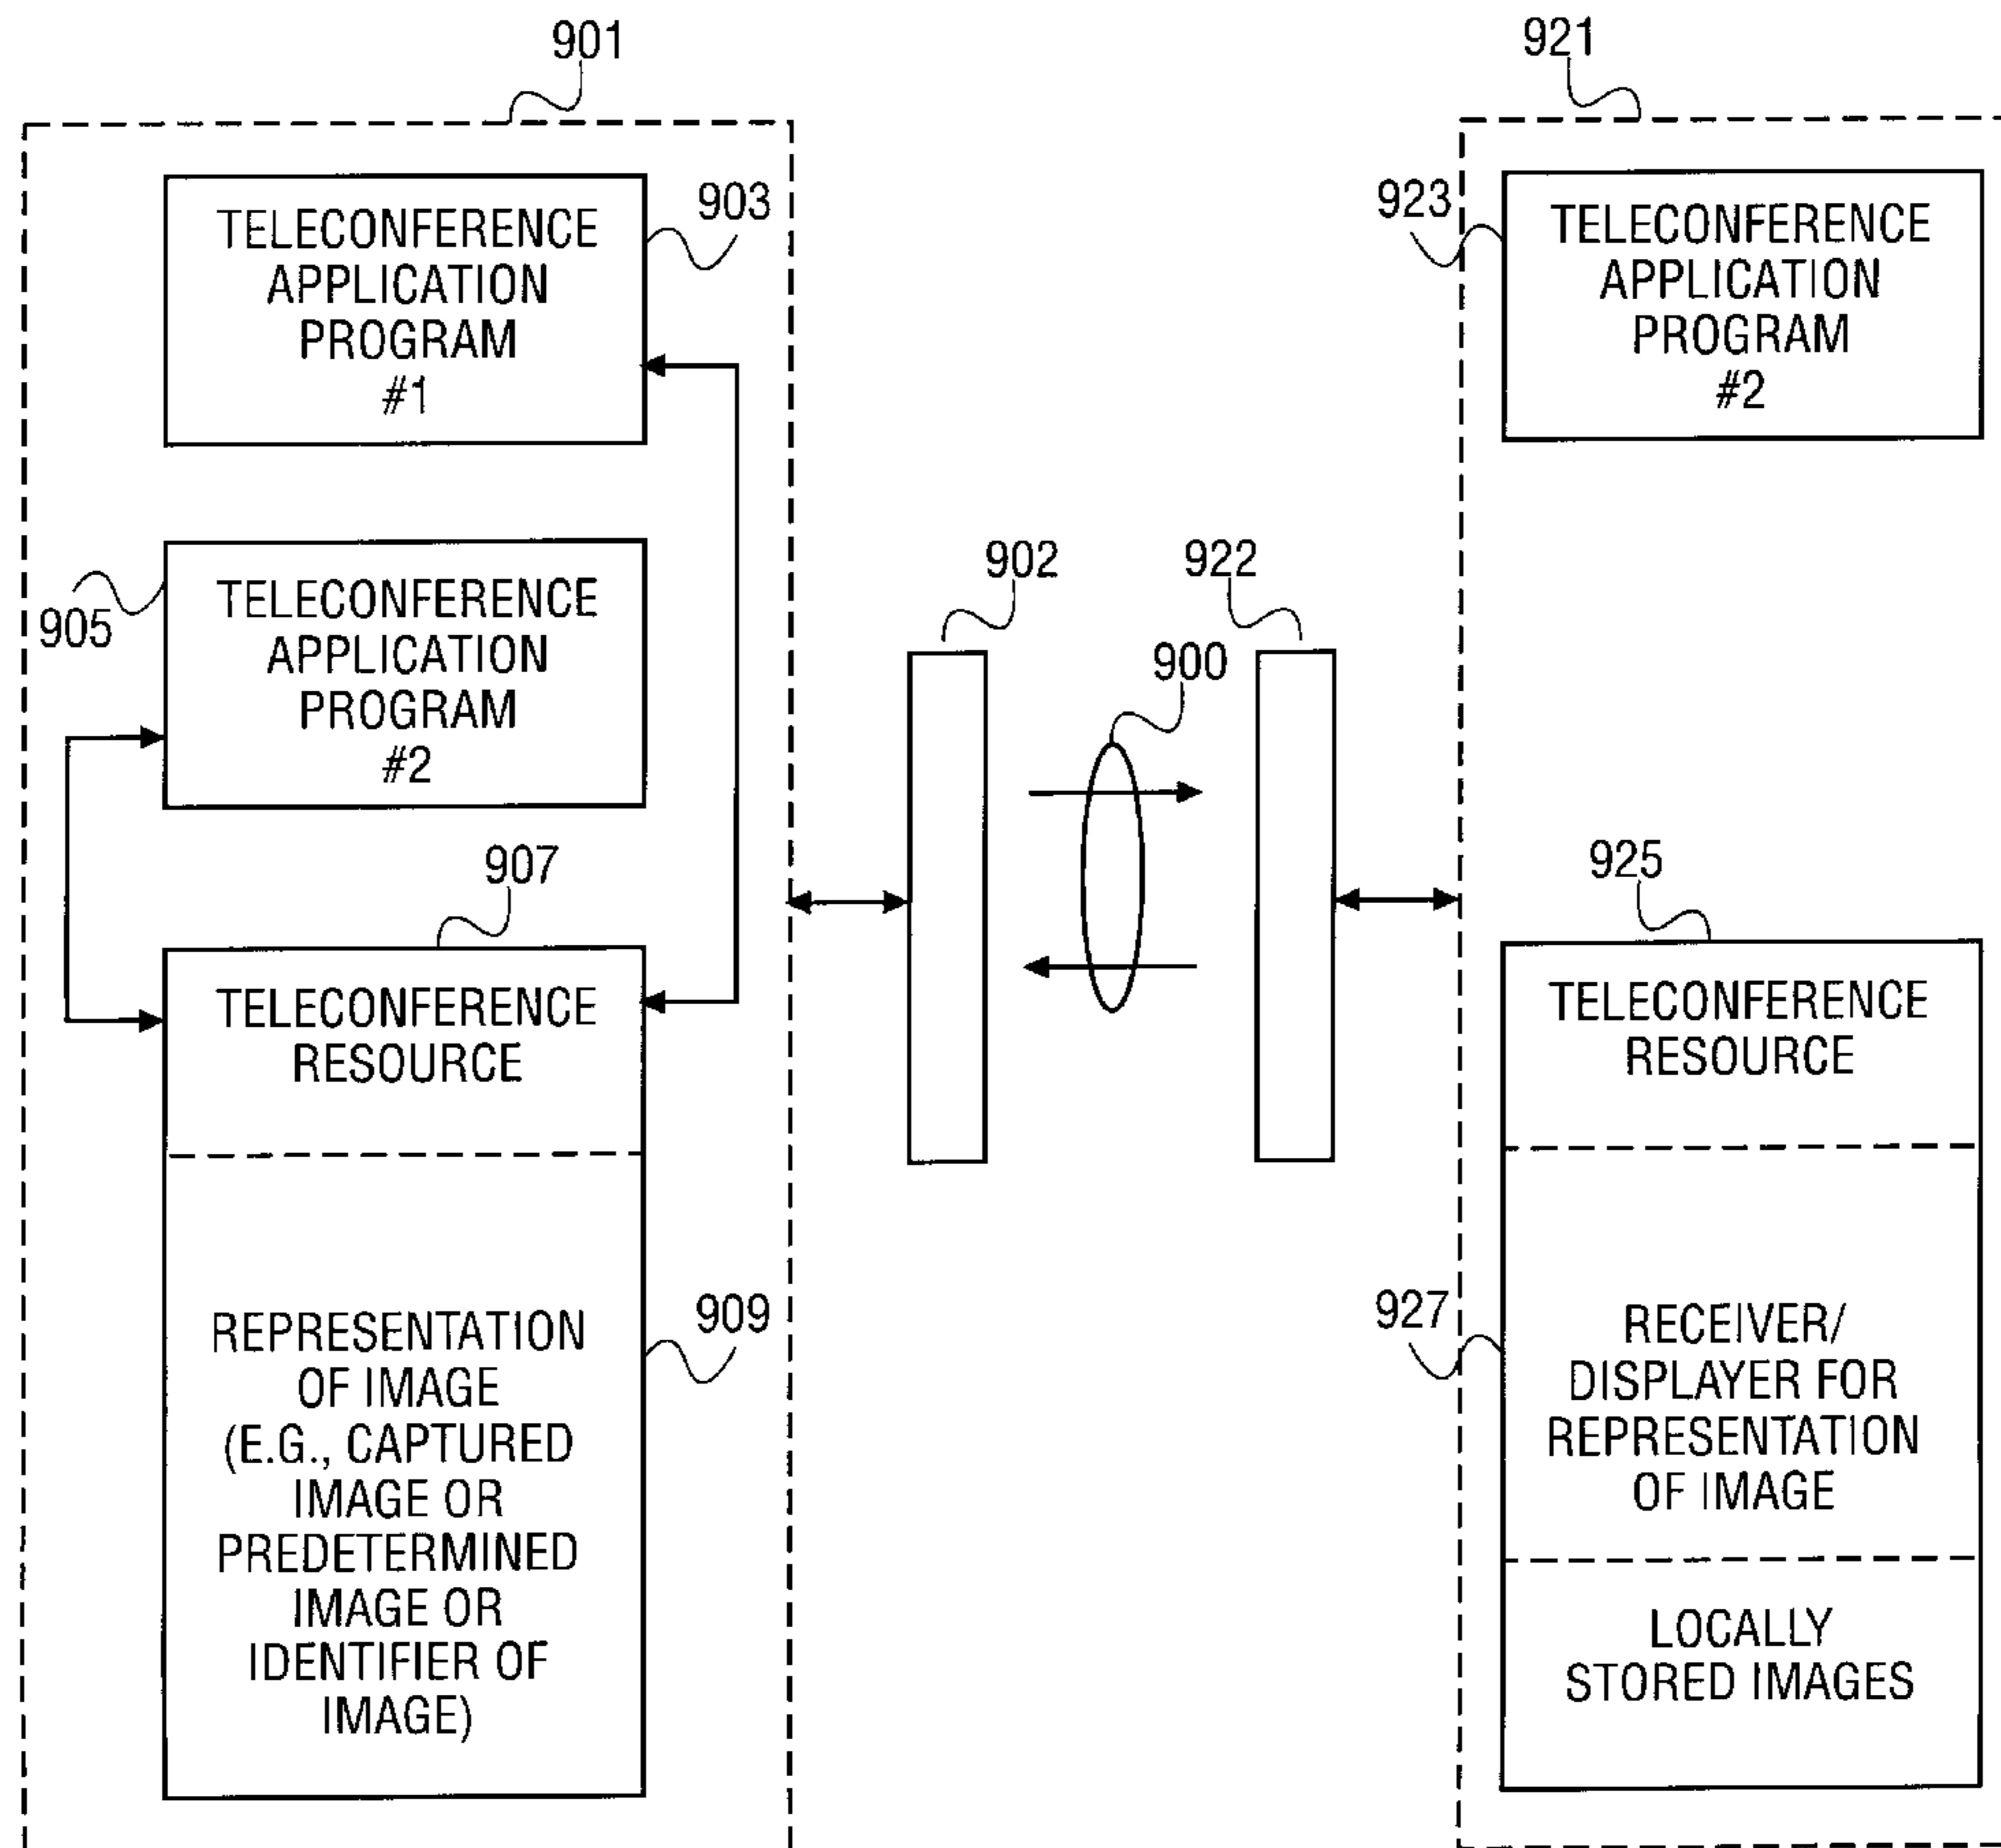 901
921
903
TELECONFERENCE
APPLICATION
PROGRAM
#1
923
TELECONFERENCE
APPLICATION
PROGRAM
#2
905
TELECONFERENCE
APPLICATION
PROGRAM
#2
902
922
900
907
TELECONFERENCE
RESOURCE
925
TELECONFERENCE
RESOURCE
909
REPRESENTATION
OF IMAGE
(E.G., CAPTURED
IMAGE OR
PREDETERMINED
IMAGE OR
IDENTIFIER OF
IMAGE)
927
RECEIVER/
DISPLAYER FOR
REPRESENTATION
OF IMAGE
LOCALLY
STORED IMAGES